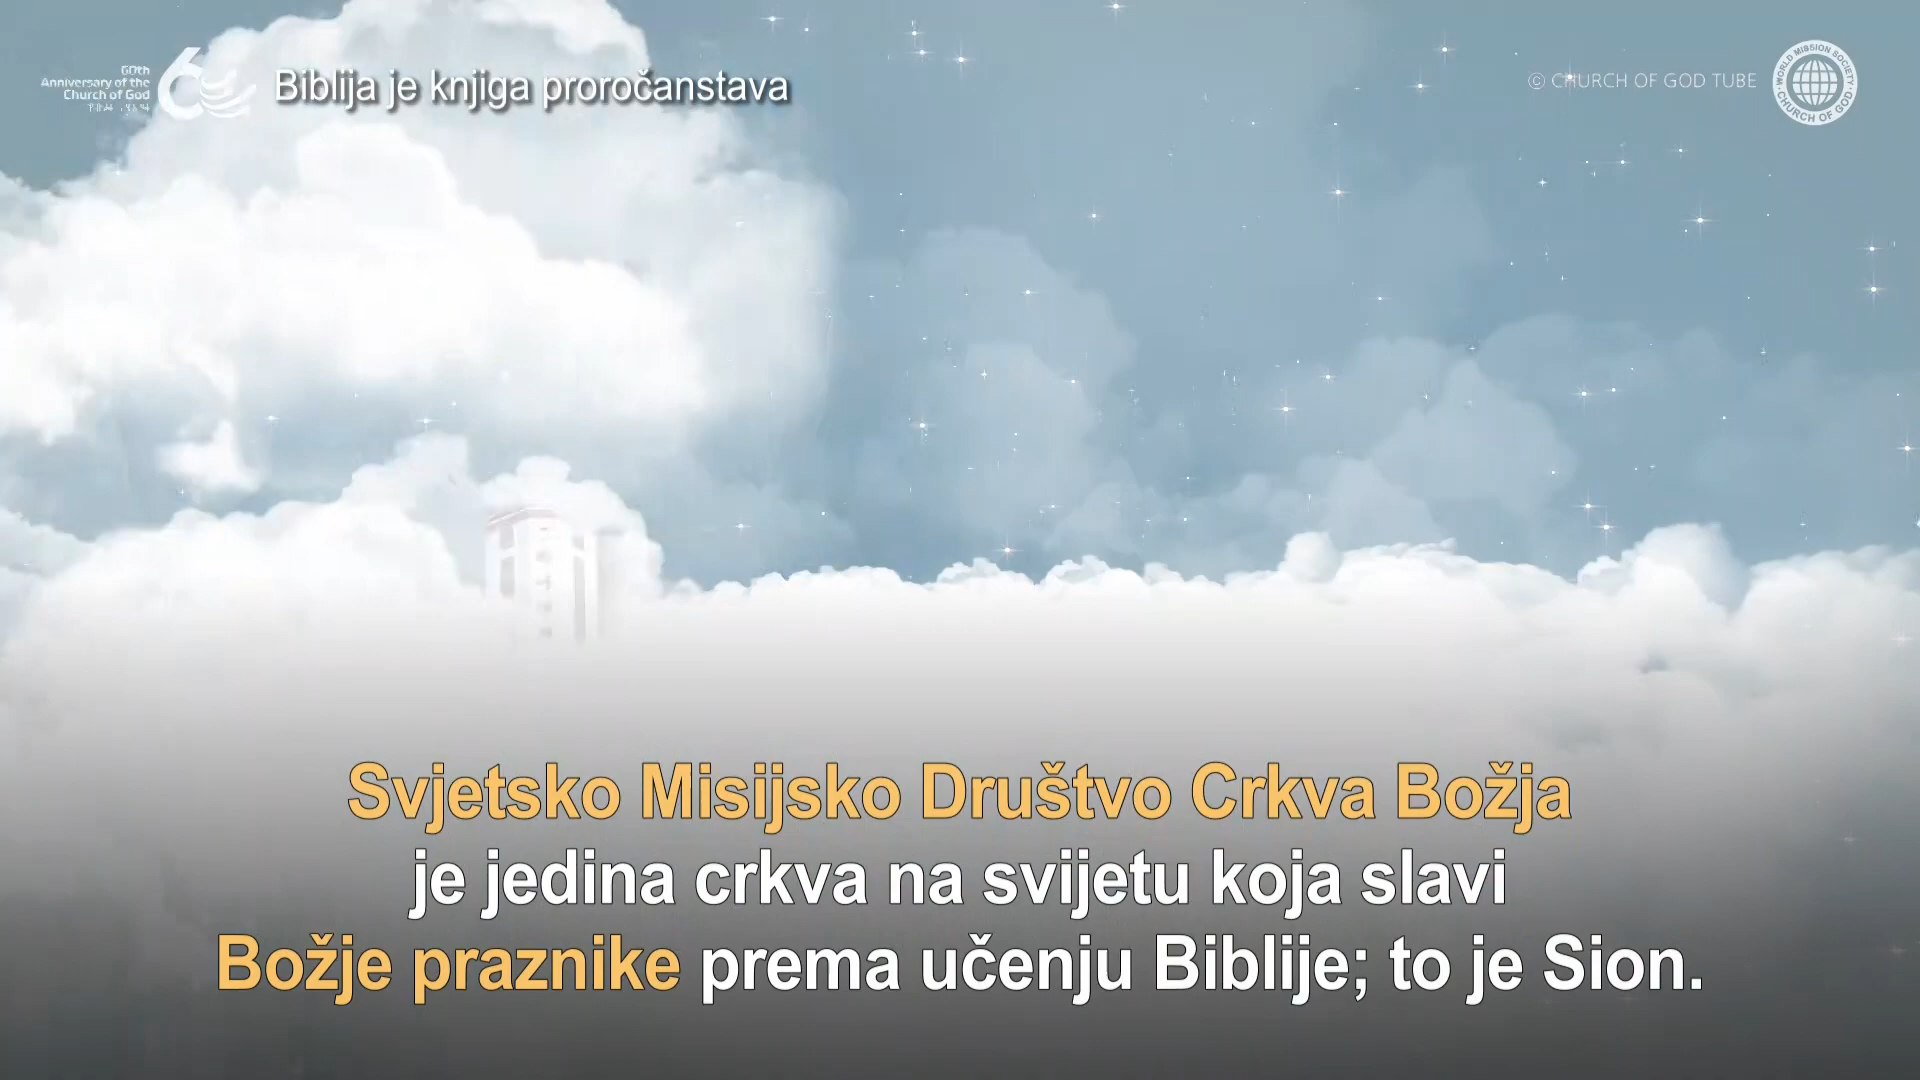 60th
Anniversary of the
Church of God
Biblija je knjiga proročanstava
© CHURCH OF GOD TUBE
WORLD MISSION SOCIETY
CHURCH OF GOD
Svjetsko Misijsko Društvo Crkva Božja
je jedina crkva na svijetu koja slavi
Božje praznike prema učenju Biblije; to je Sion.